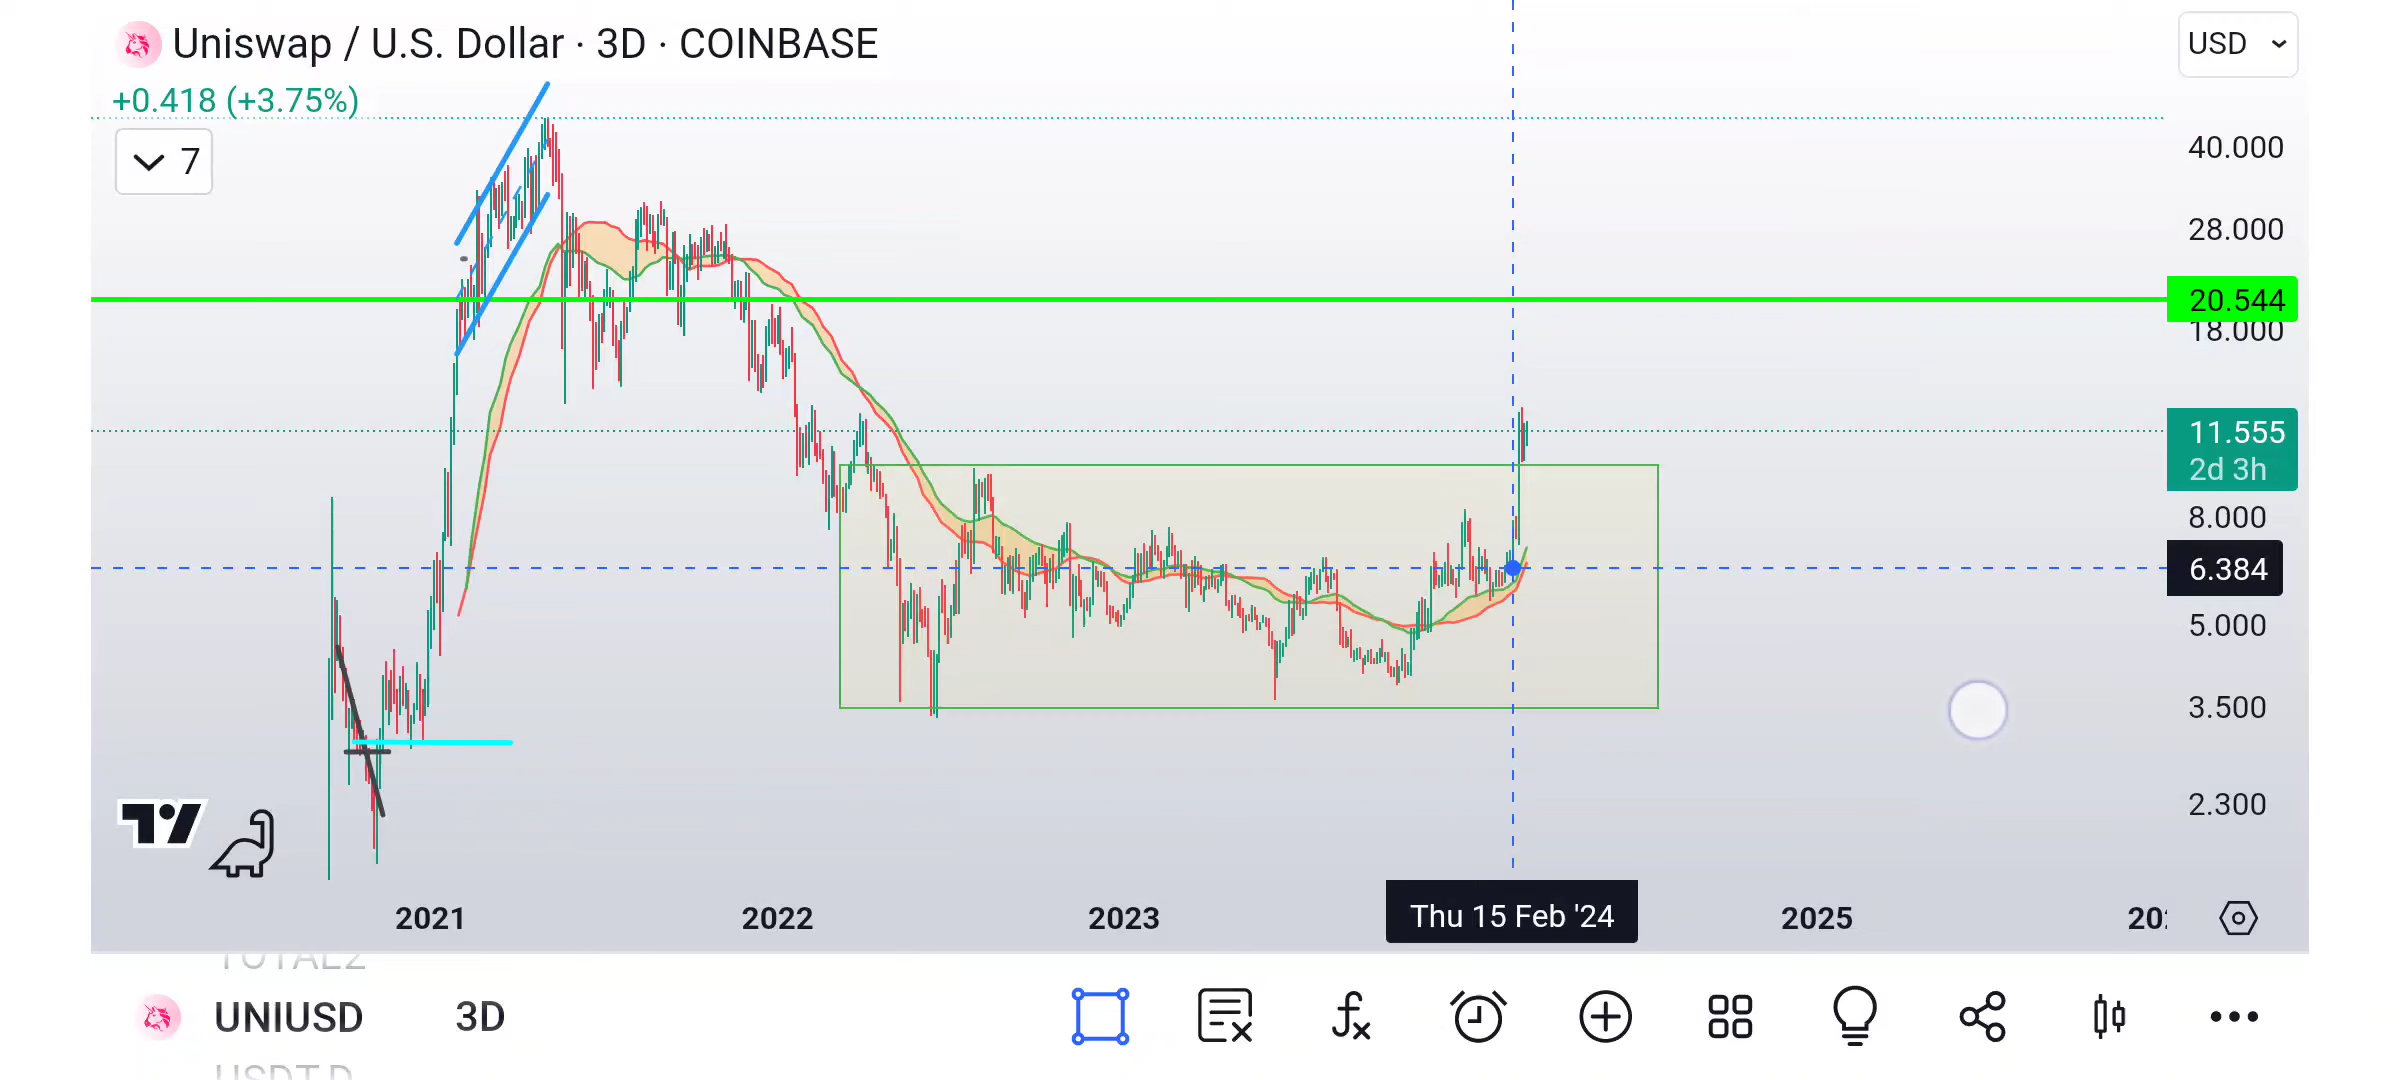 Uniswap / U.S. Dollar · 3D · COINBASE
USD
+0.418 (+3.75%)
7
40.000
28.000
20.544
18.000
11.555
2d 3h
8.000
6.384
5.000
3.500
2.300
2021
2022
2023
Thu 15 Feb '24
2025
TOTAL2
UNIUSD
3D
USDT.D